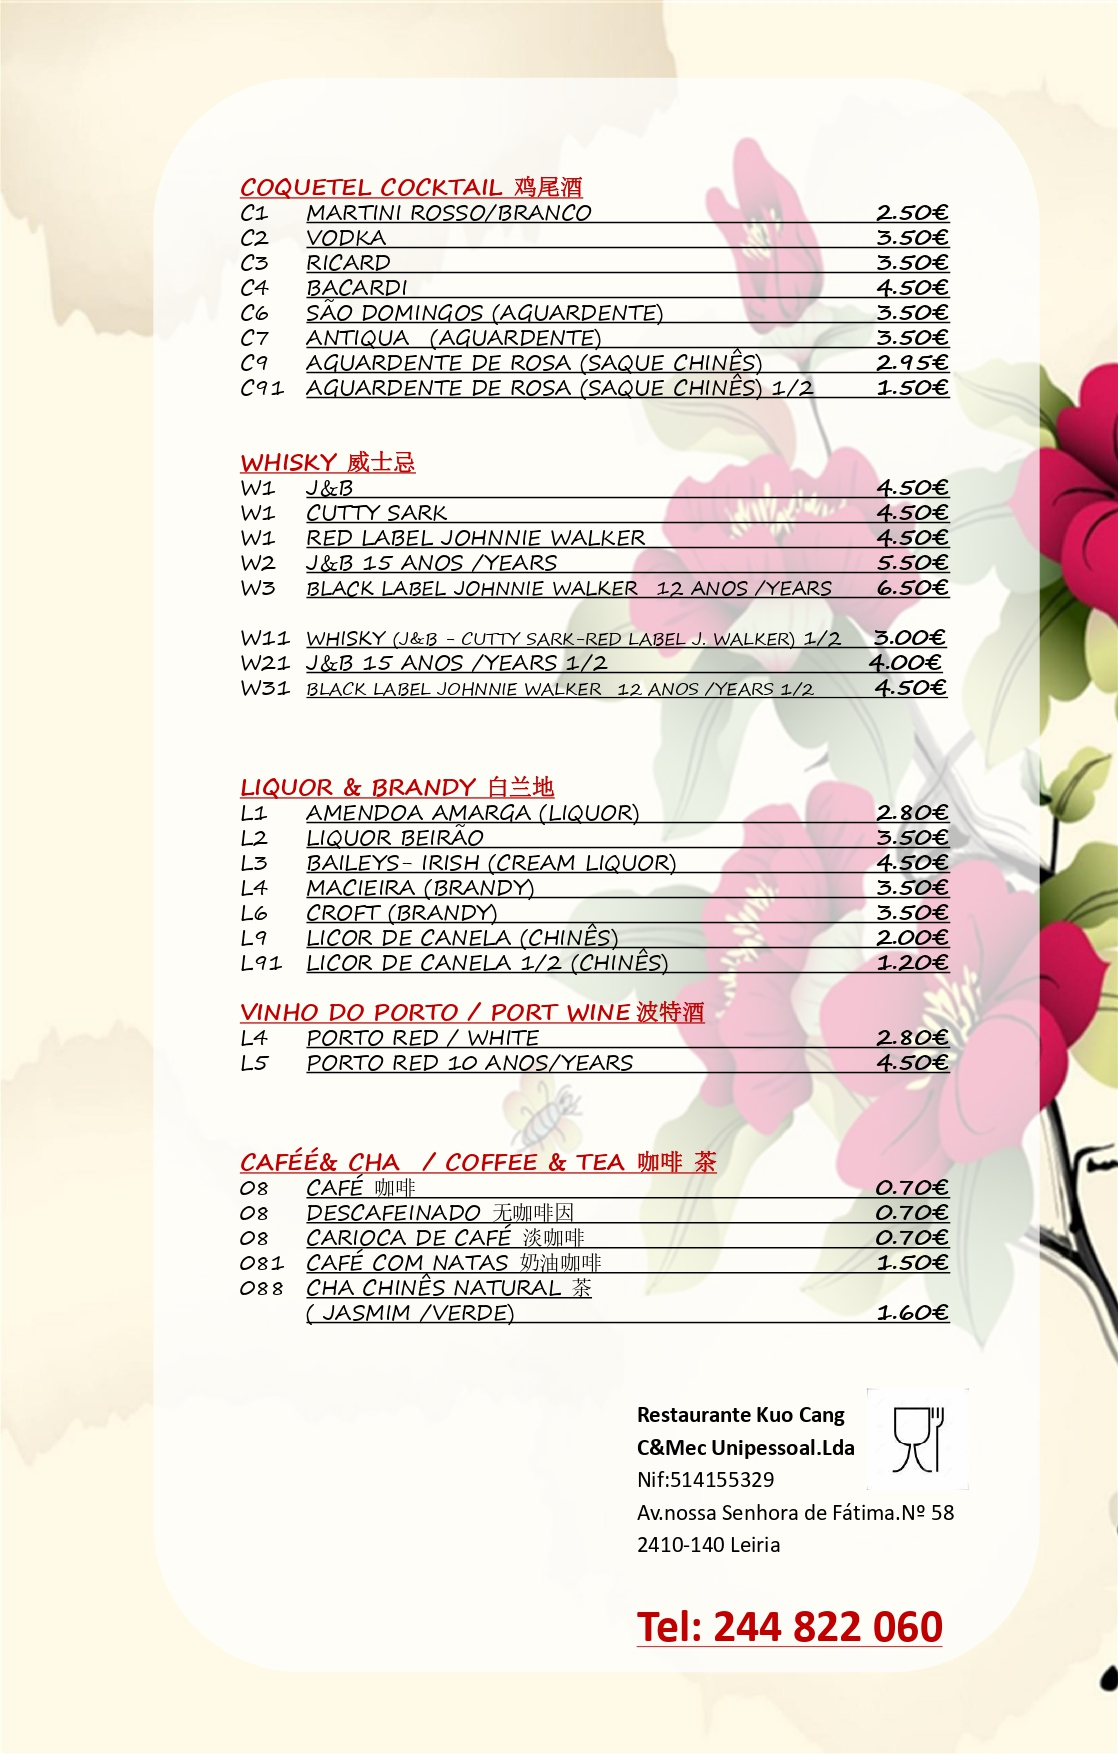 COQUETEL COCKTAIL 鸡尾酒
C1 MARTINI ROSSO/BRANCO 2.50€
C2 VODKA 3.50€
C3 RICARD 3.50€
C4 BACARDI 4.50€
C6 SÃO DOMINGOS (AGUARDENTE) 3.50€
C7 ANTIQUA (AGUARDENTE) 3.50€
C9 AGUARDENTE DE ROSA (SAQUE CHINÊS) 2.95€
C91 AGUARDENTE DE ROSA (SAQUE CHINÊS) 1/2 1.50€
WHISKY 威士忌
W1 J&B 4.50€
W1 CUTTY SARK 4.50€
W1 RED LABEL JOHNNIE WALKER 4.50€
W2 J&B 15 ANOS /YEARS 5.50€
W3 BLACK LABEL JOHNNIE WALKER 12 ANOS /YEARS 6.50€
W11 WHISKY (J&B - CUTTY SARK-RED LABEL J. WALKER) 1/2 3.00€
W21 J&B 15 ANOS /YEARS 1/2 4.00€
W31 BLACK LABEL JOHNNIE WALKER 12 ANOS /YEARS 1/2 4.50€
LIQUOR & BRANDY 白兰地
L1 AMENDOA AMARGA (LIQUOR) 2.80€
L2 LIQUOR BEIRÃO 3.50€
L3 BAILEYS- IRISH (CREAM LIQUOR) 4.50€
L4 MACIEIRA (BRANDY) 3.50€
L6 CROFT (BRANDY) 3.50€
L9 LICOR DE CANELA (CHINÊS) 2.00€
L91 LICOR DE CANELA 1/2 (CHINÊS) 1.20€
VINHO DO PORTO / PORT WINE 波特酒
L4 PORTO RED / WHITE 2.80€
L5 PORTO RED 10 ANOS/YEARS 4.50€
CAFÉÉ& CHA / COFFEE & TEA 咖啡 茶
O8 CAFÉ 咖啡 0.70€
O8 DESCAFEINADO 无咖啡因 0.70€
O8 CARIOCA DE CAFÉ 淡咖啡 0.70€
O81 CAFÉ COM NATAS 奶油咖啡 1.50€
O88 CHA CHINÊS NATURAL 茶
( JASMIM /VERDE) 1.60€
Restaurante Kuo Cang
C&Mec Unipessoal.Lda
Nif:514155329
Av.nossa Senhora de Fátima.Nº 58
2410-140 Leiria
Tel: 244 822 060